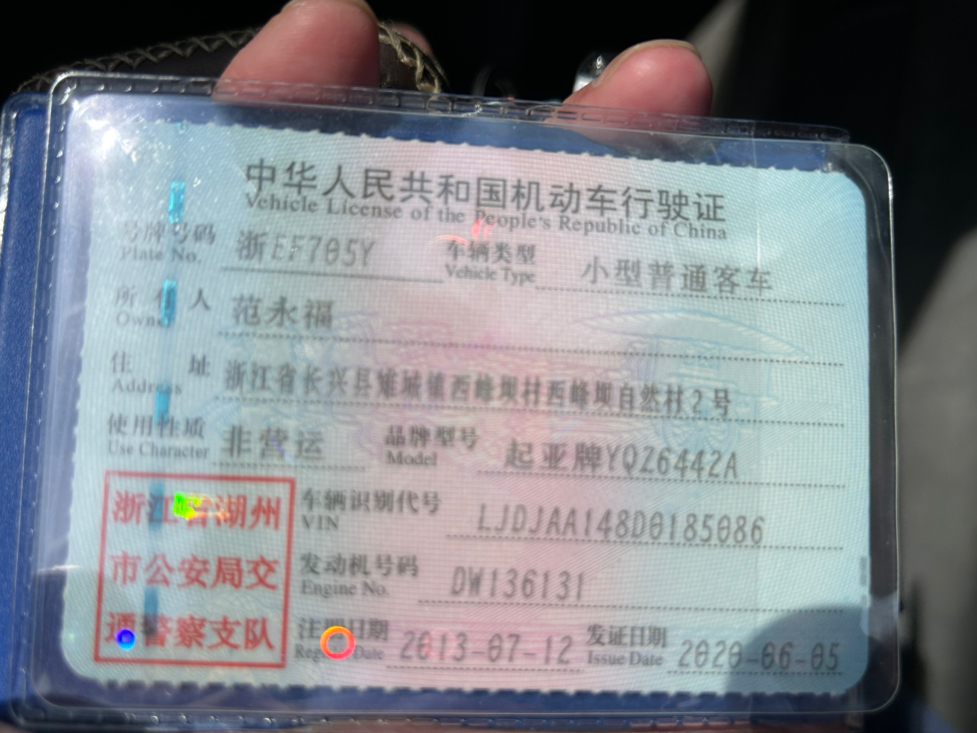 中华人民共和国机动车行驶证
Vehicle License of the People's Republic of China
号牌号码 浙EF785Y 车辆类型 小型普通客车
Plate No. Vehicle Type
所有人 范永福
Owner
住址 浙江省长兴县雉城镇西峰坝村西峰坝自然村2号
Address
使用性质 非营运 品牌型号 起亚牌YQZ6442A
Use Character Model
浙江省湖州 车辆识别代号 LJDJAA148D0185086
VIN
市公安局交 发动机号码 DW136131
Engine No.
通警察支队 注册日期 2013-07-12 发证日期 2020-06-05
Register Date Issue Date